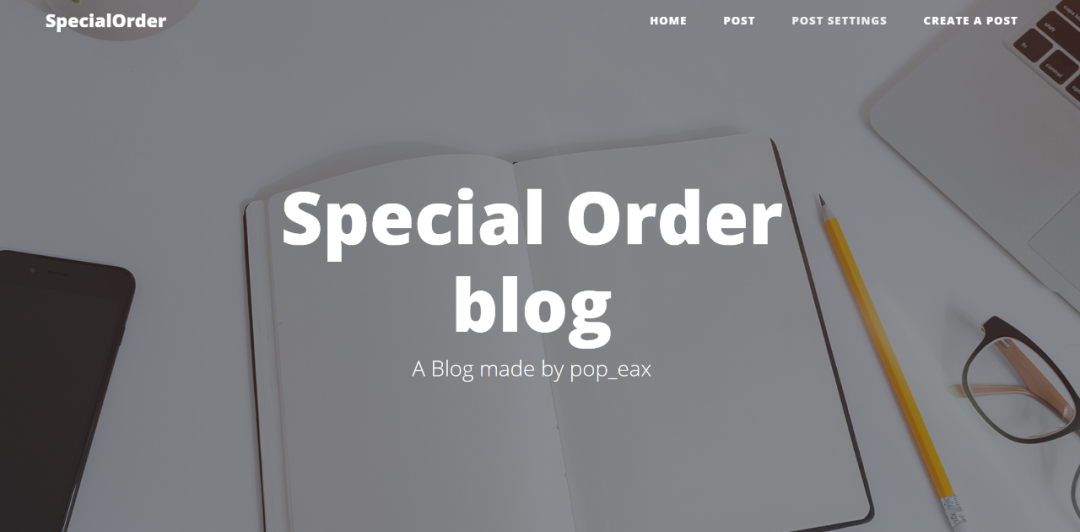 SpecialOrder
HOME POST POST SETTINGS CREATE A POST
Special Order
blog
A Blog made by pop_eax